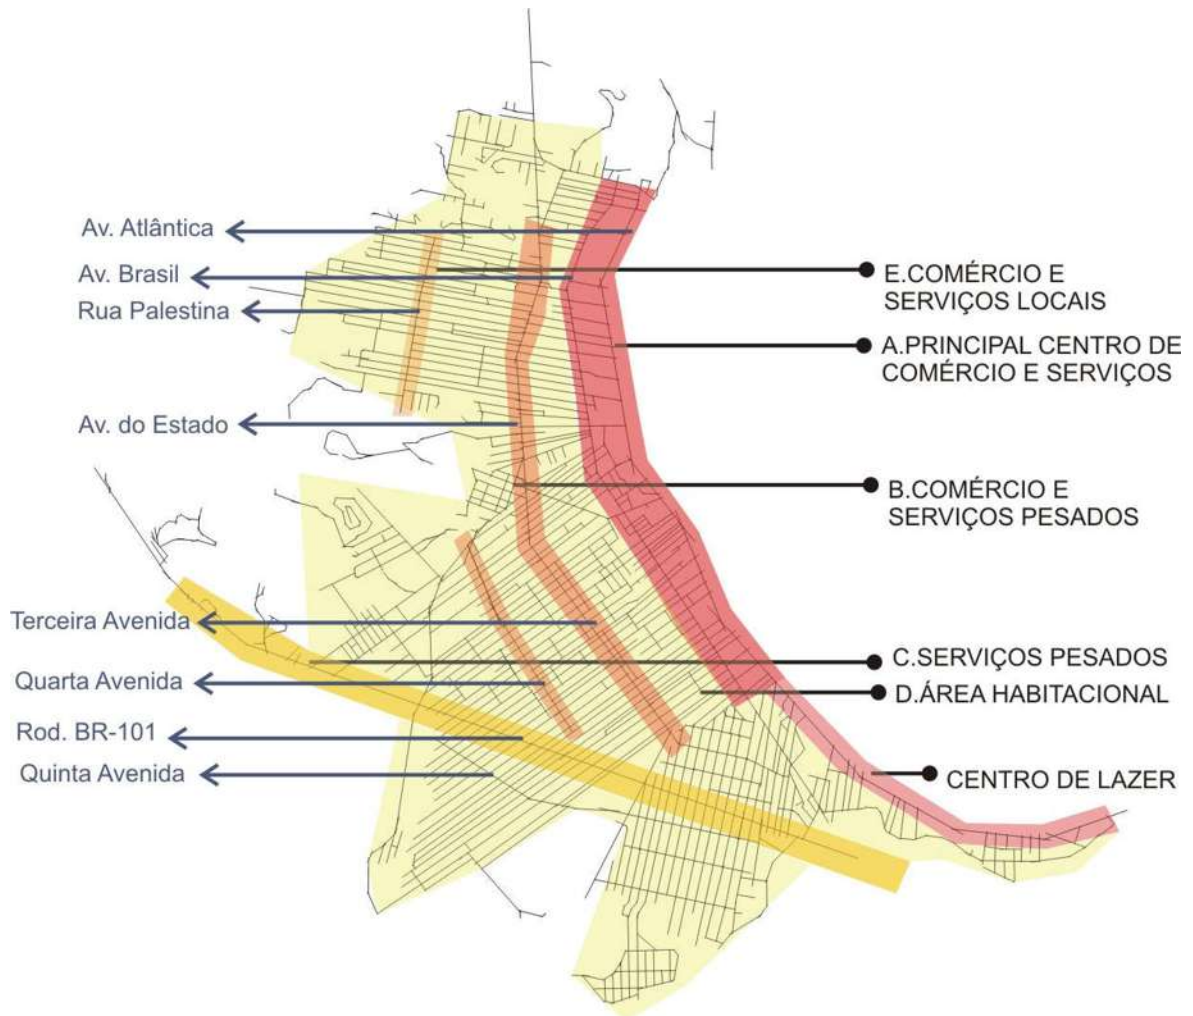 Av. Atlântica
Av. Brasil
Rua Palestina
Av. do Estado
Terceira Avenida
Quarta Avenida
Rod. BR-101
Quinta Avenida
E.COMÉRCIO E
SERVIÇOS LOCAIS
A.PRINCIPAL CENTRO DE
COMÉRCIO E SERVIÇOS
B.COMÉRCIO E
SERVIÇOS PESADOS
C.SERVIÇOS PESADOS
D.ÁREA HABITACIONAL
CENTRO DE LAZER